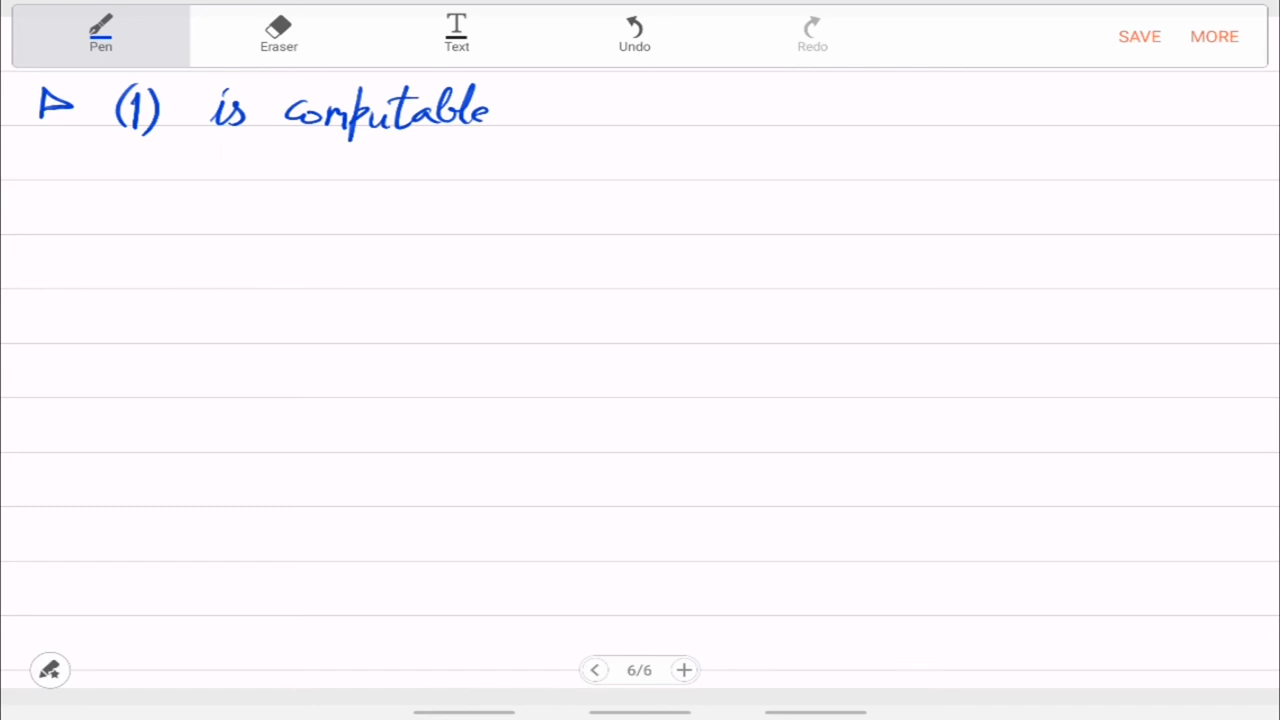 Pen Eraser Text Undo Redo SAVE MORE
▷ (1) is computable
6/6